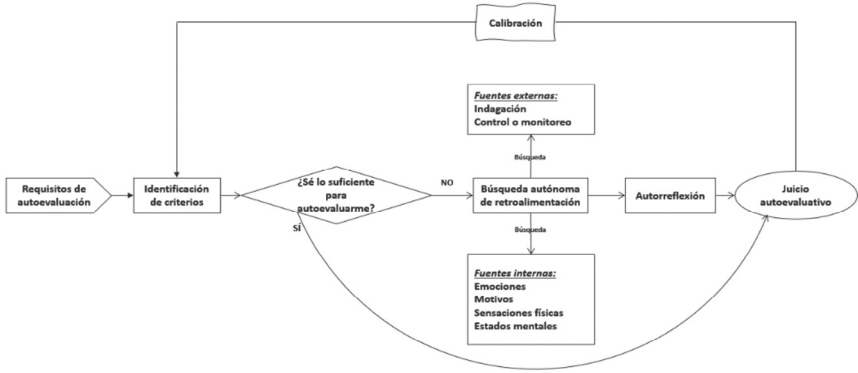 Calibración
Fuentes externas:
Indagación
Control o monitoreo
Búsqueda
Requisitos de
autoevaluación
Identificación
de criterios
¿Sé lo suficiente
para
autoevaluarme?
NO
SÍ
Búsqueda autónoma
de retroalimentación
Autorreflexión
Juicio
autoevaluativo
Búsqueda
Fuentes internas:
Emociones
Motivos
Sensaciones físicas
Estados mentales